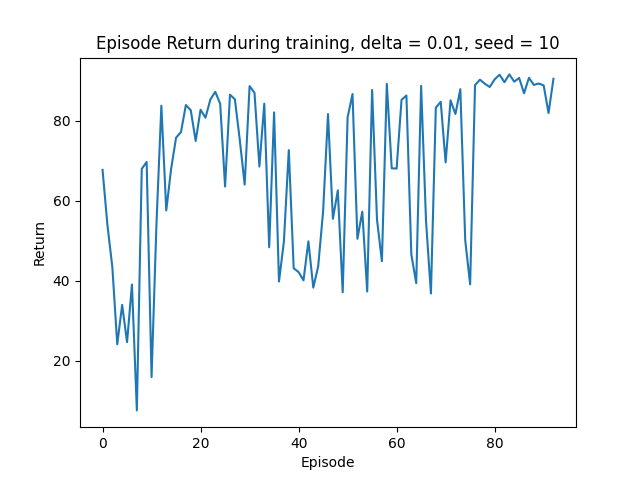 Episode Return during training, delta = 0.01, seed = 10
80
60
40
20
Return
0 20 40 60 80
Episode